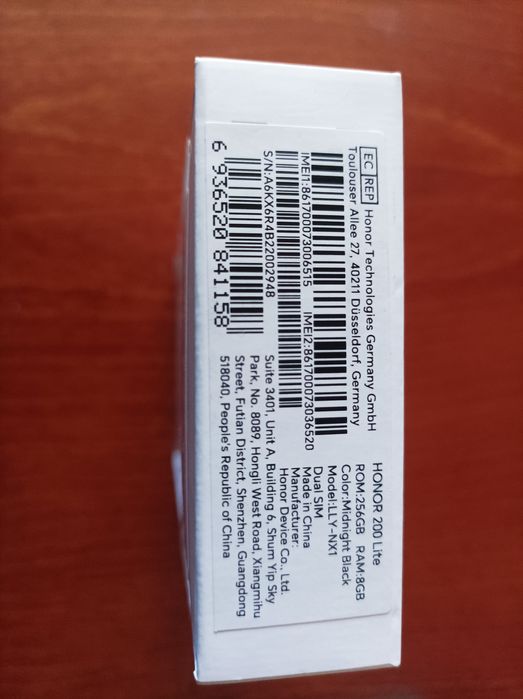 EC REP Honor Technologies Germany GmbH
Toulouser Allee 27, 40211 Düsseldorf, Germany
IMEI1:861700073006515 IMEI2:861700073036520
S/N:A6KX6R4B22002948
6 936520 841158
HONOR 200 Lite
ROM:256GB RAM:8GB
Color:Midnight Black
Model:LLY-NX1
Dual SIM
Made in China
Manufacturer:
Honor Device Co., Ltd.
Suite 3401, Unit A, Building 6, Shum Yip Sky
Park, No. 8089, Hongli West Road, Xiangmihu
Street, Futian District, Shenzhen, Guangdong
518040, People's Republic of China